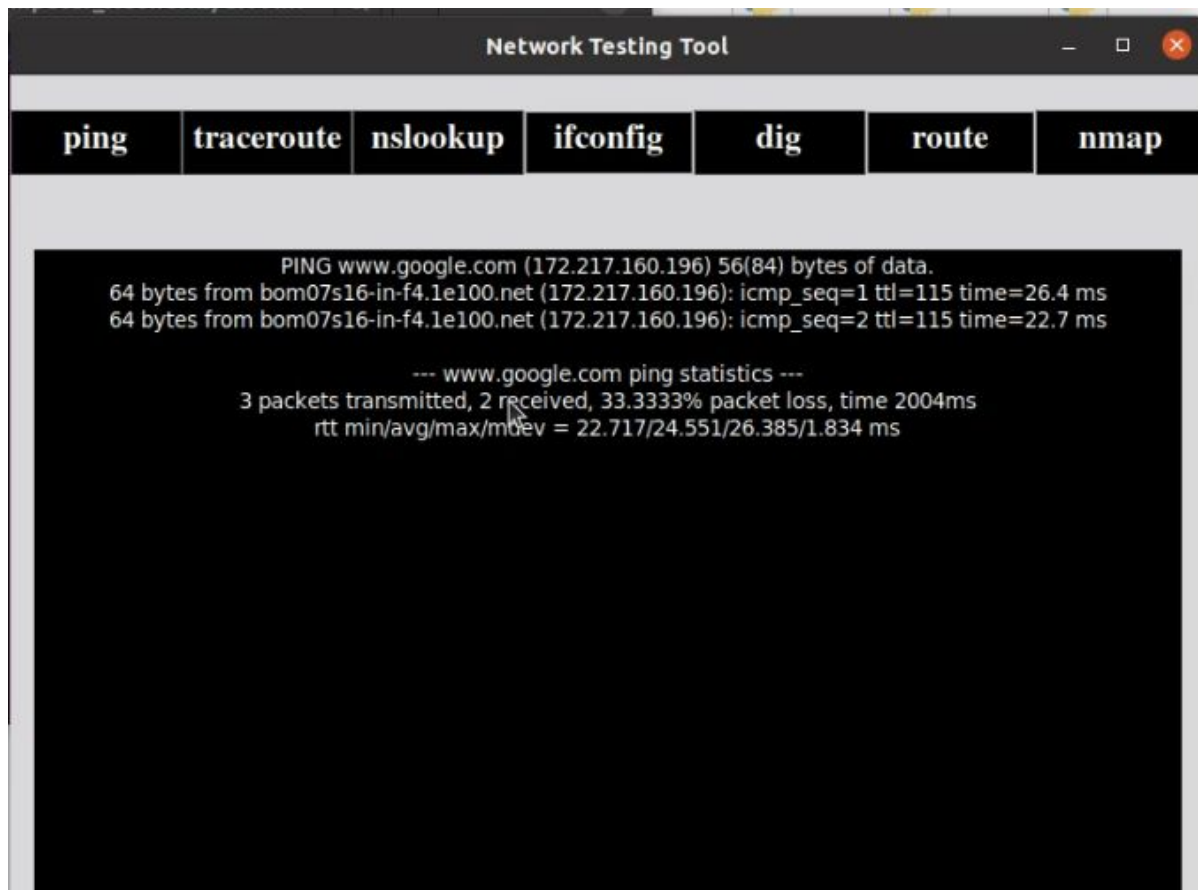 Network Testing Tool
ping traceroute nslookup ifconfig dig route nmap
PING www.google.com (172.217.160.196) 56(84) bytes of data.
64 bytes from bom07s16-in-f4.1e100.net (172.217.160.196): icmp_seq=1 ttl=115 time=26.4 ms
64 bytes from bom07s16-in-f4.1e100.net (172.217.160.196): icmp_seq=2 ttl=115 time=22.7 ms
--- www.google.com ping statistics ---
3 packets transmitted, 2 received, 33.3333% packet loss, time 2004ms
rtt min/avg/max/mdev = 22.717/24.551/26.385/1.834 ms